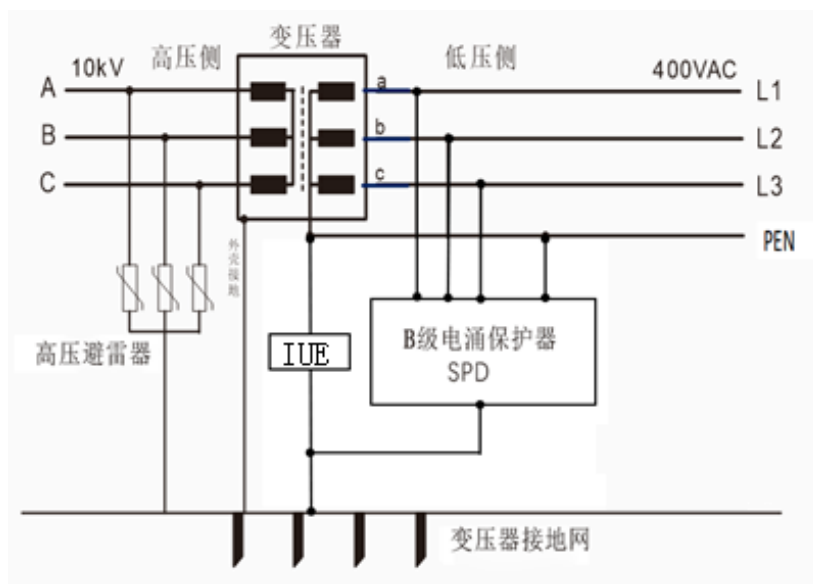 变压器
10kV
高压侧
低压侧
400VAC
A
a
L1
B
b
L2
C
c
L3
PEN
外壳接地
高压避雷器
IUE
B级电涌保护器
SPD
变压器接地网